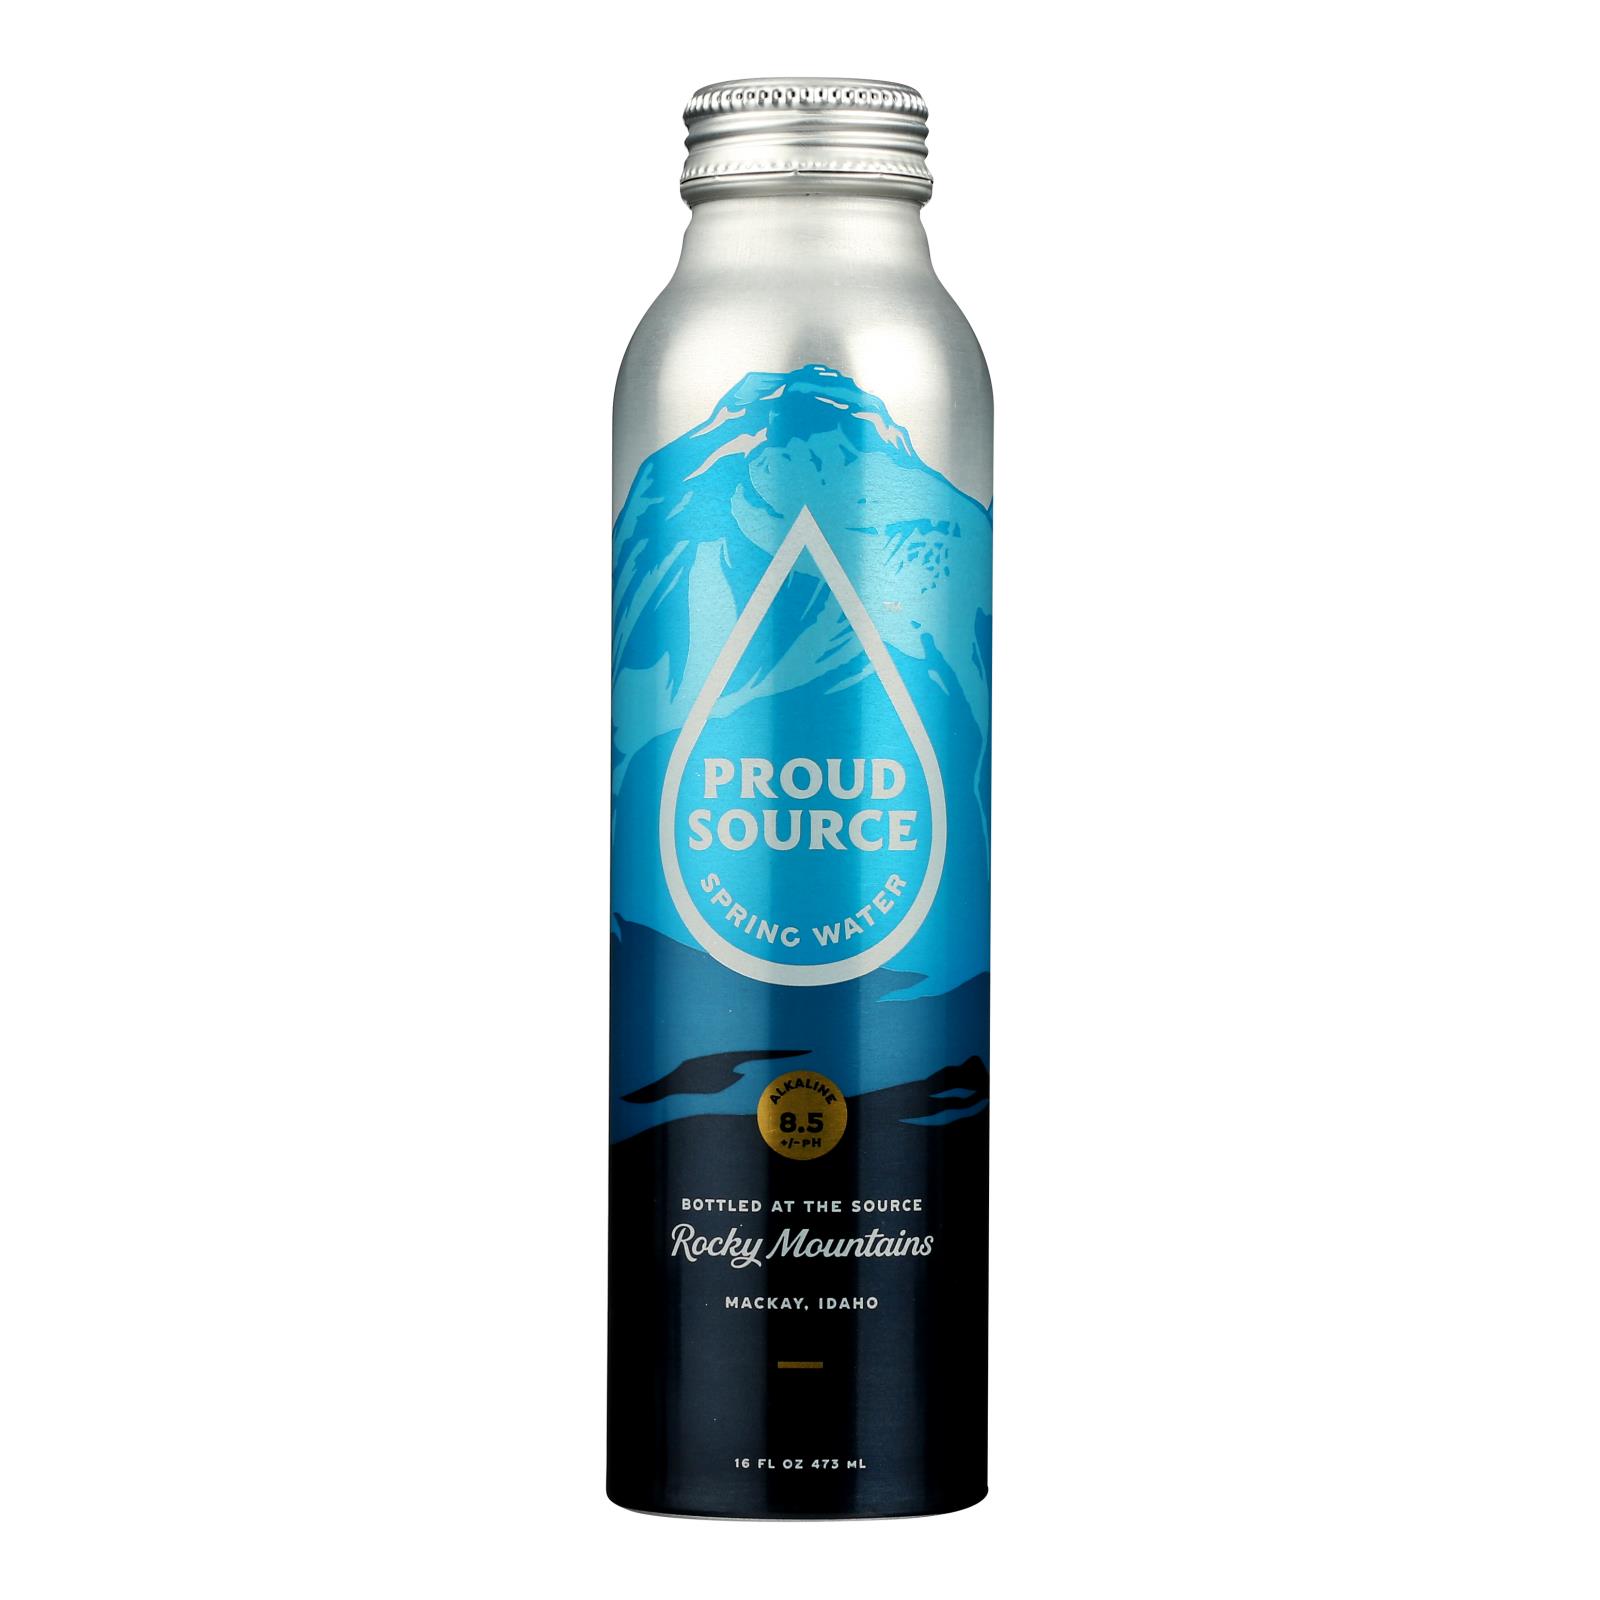 ™
PROUD
SOURCE
SPRING WATER
ALKALINE
8.5
+/- PH
BOTTLED AT THE SOURCE
Rocky Mountains
MACKAY, IDAHO
16 FL OZ 473 ML